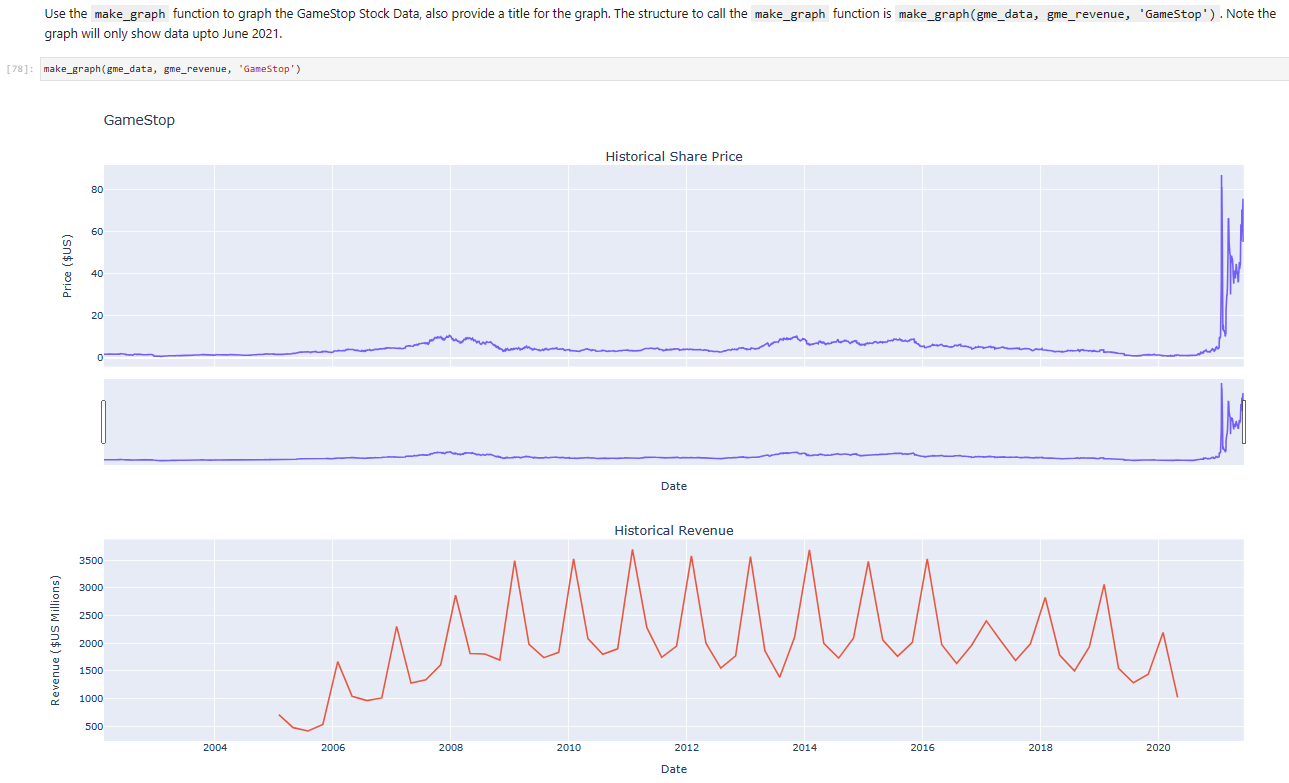 Use the make_graph function to graph the GameStop Stock Data, also provide a title for the graph. The structure to call the make_graph function is make_graph(gme_data, gme_revenue, 'GameStop'). Note the
graph will only show data upto June 2021.
[78]: make_graph(gme_data, gme_revenue, 'GameStop')
GameStop
Historical Share Price
80
60
40
20
0
Price ($US)
Date
Historical Revenue
3500
3000
2500
2000
1500
1000
500
Revenue ($US Millions)
2004 2006 2008 2010 2012 2014 2016 2018 2020
Date